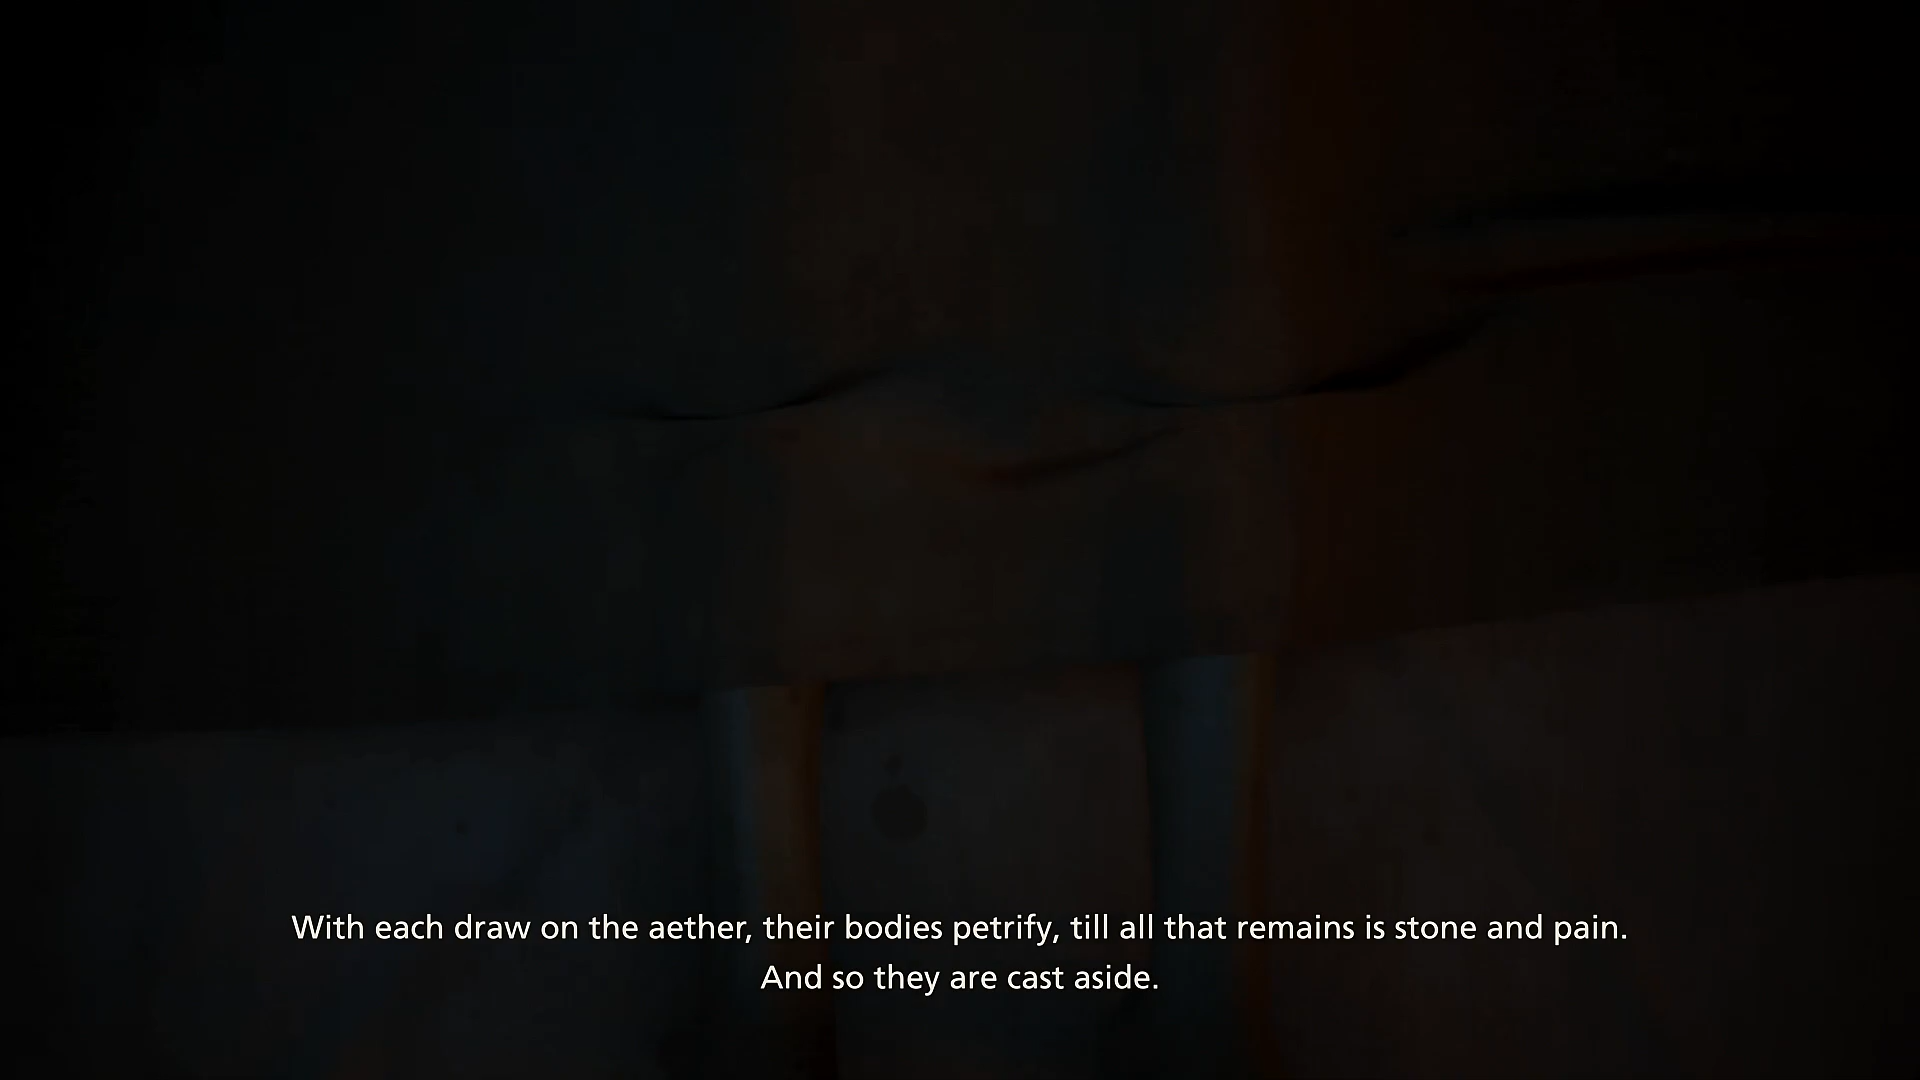 With each draw on the aether, their bodies petrify, till all that remains is stone and pain.
And so they are cast aside.